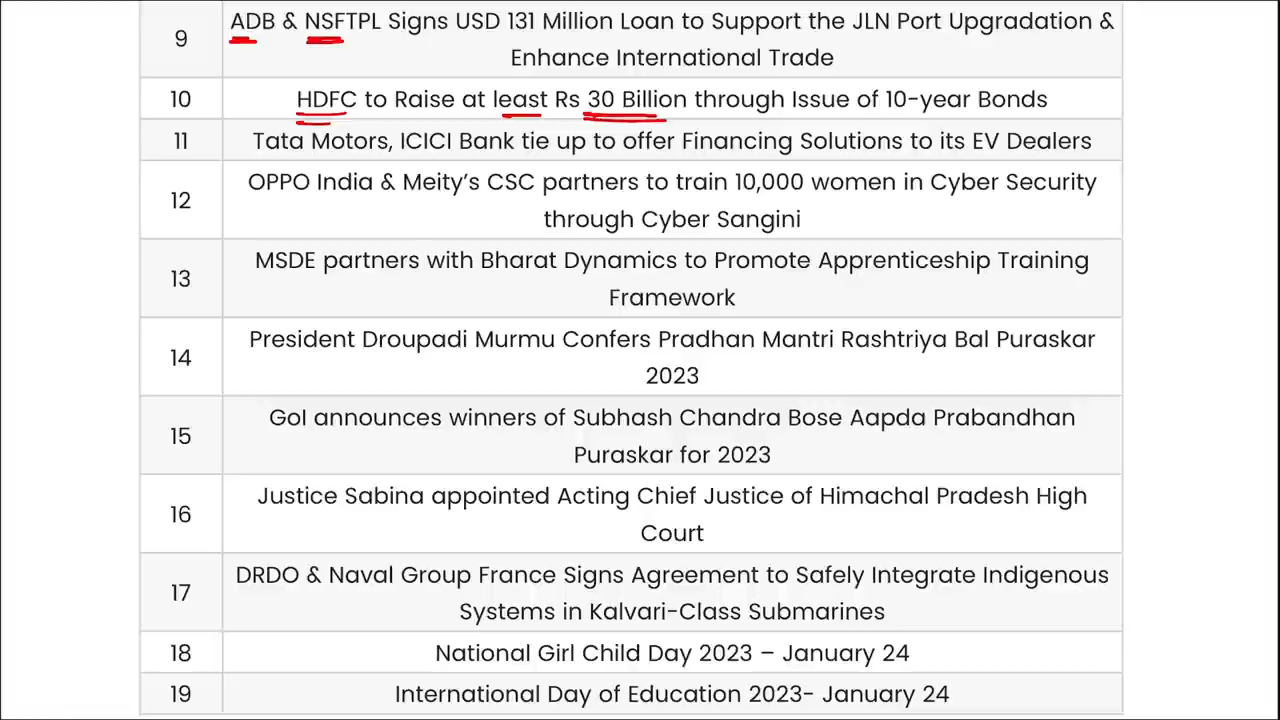 9
ADB & NSFTPL Signs USD 131 Million Loan to Support the JLN Port Upgradation &
Enhance International Trade
10
HDFC to Raise at least Rs 30 Billion through Issue of 10-year Bonds
11
Tata Motors, ICICI Bank tie up to offer Financing Solutions to its EV Dealers
12
OPPO India & Meity's CSC partners to train 10,000 women in Cyber Security
through Cyber Sangini
13
MSDE partners with Bharat Dynamics to Promote Apprenticeship Training
Framework
14
President Droupadi Murmu Confers Pradhan Mantri Rashtriya Bal Puraskar
2023
15
GoI announces winners of Subhash Chandra Bose Aapda Prabandhan
Puraskar for 2023
16
Justice Sabina appointed Acting Chief Justice of Himachal Pradesh High
Court
17
DRDO & Naval Group France Signs Agreement to Safely Integrate Indigenous
Systems in Kalvari-Class Submarines
18
National Girl Child Day 2023 – January 24
19
International Day of Education 2023- January 24